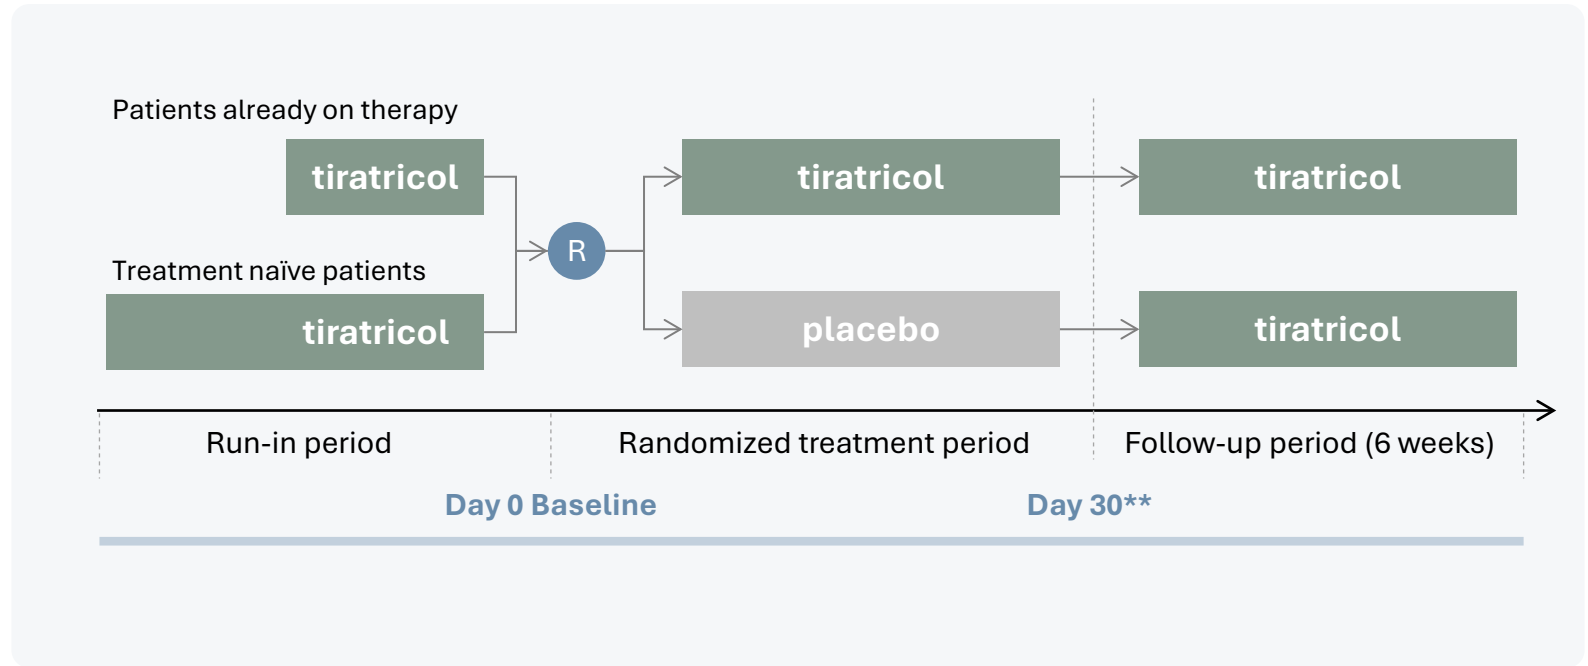 Patients already on therapy
tiratricol
tiratricol
tiratricol
R
Treatment naïve patients
tiratricol
placebo
tiratricol
Run-in period
Randomized treatment period
Follow-up period (6 weeks)
Day 0 Baseline
Day 30**